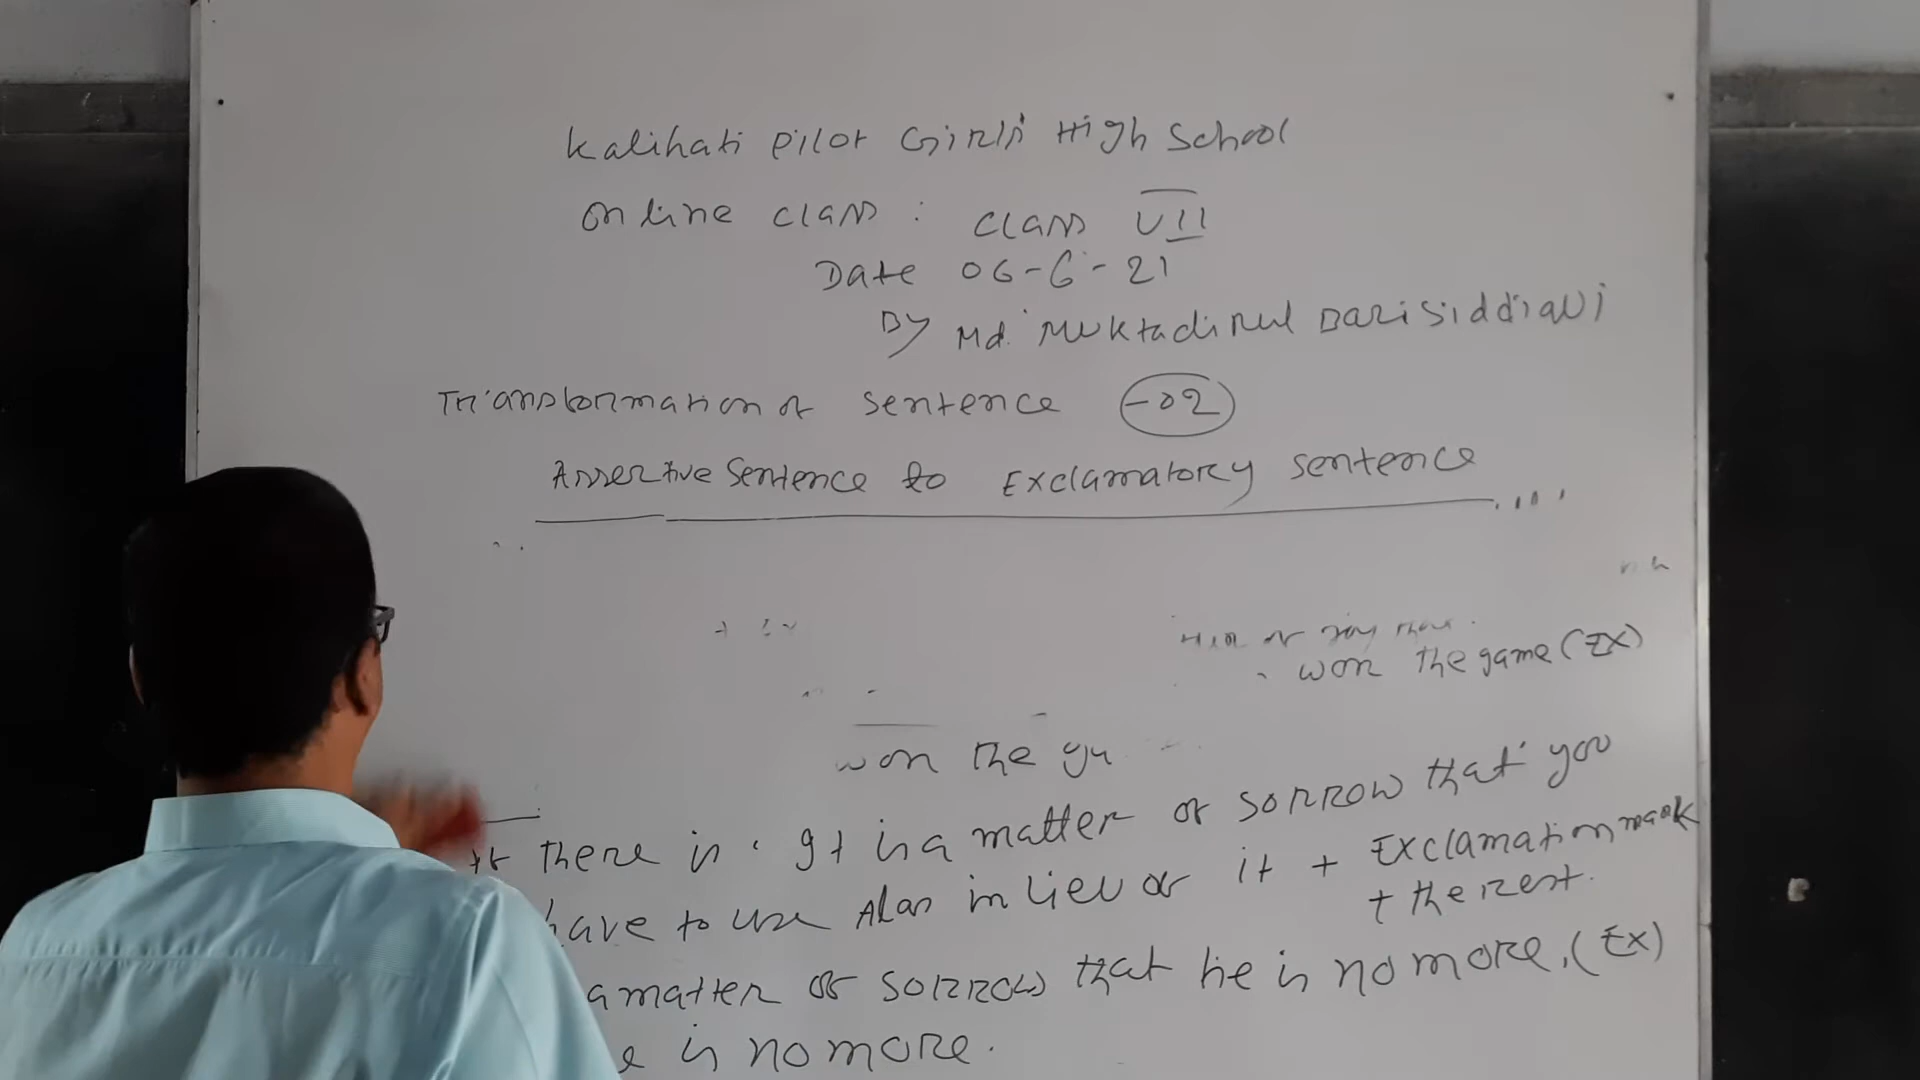 Kalihati Pilot Girls' High School
Online class : class VII
Date 06-6-21
By Md. Muktadirul Bari Siddiqui
Transformation of sentence -02
Assertive Sentence to Exclamatory sentence
won the game (Ex)
won the ga
If there is. It is a matter of sorrow that you
have to use Alas in lieu of it + Exclamation mark
+ the rest.
a matter of sorrow that he is no more. (Ex)
is no more.